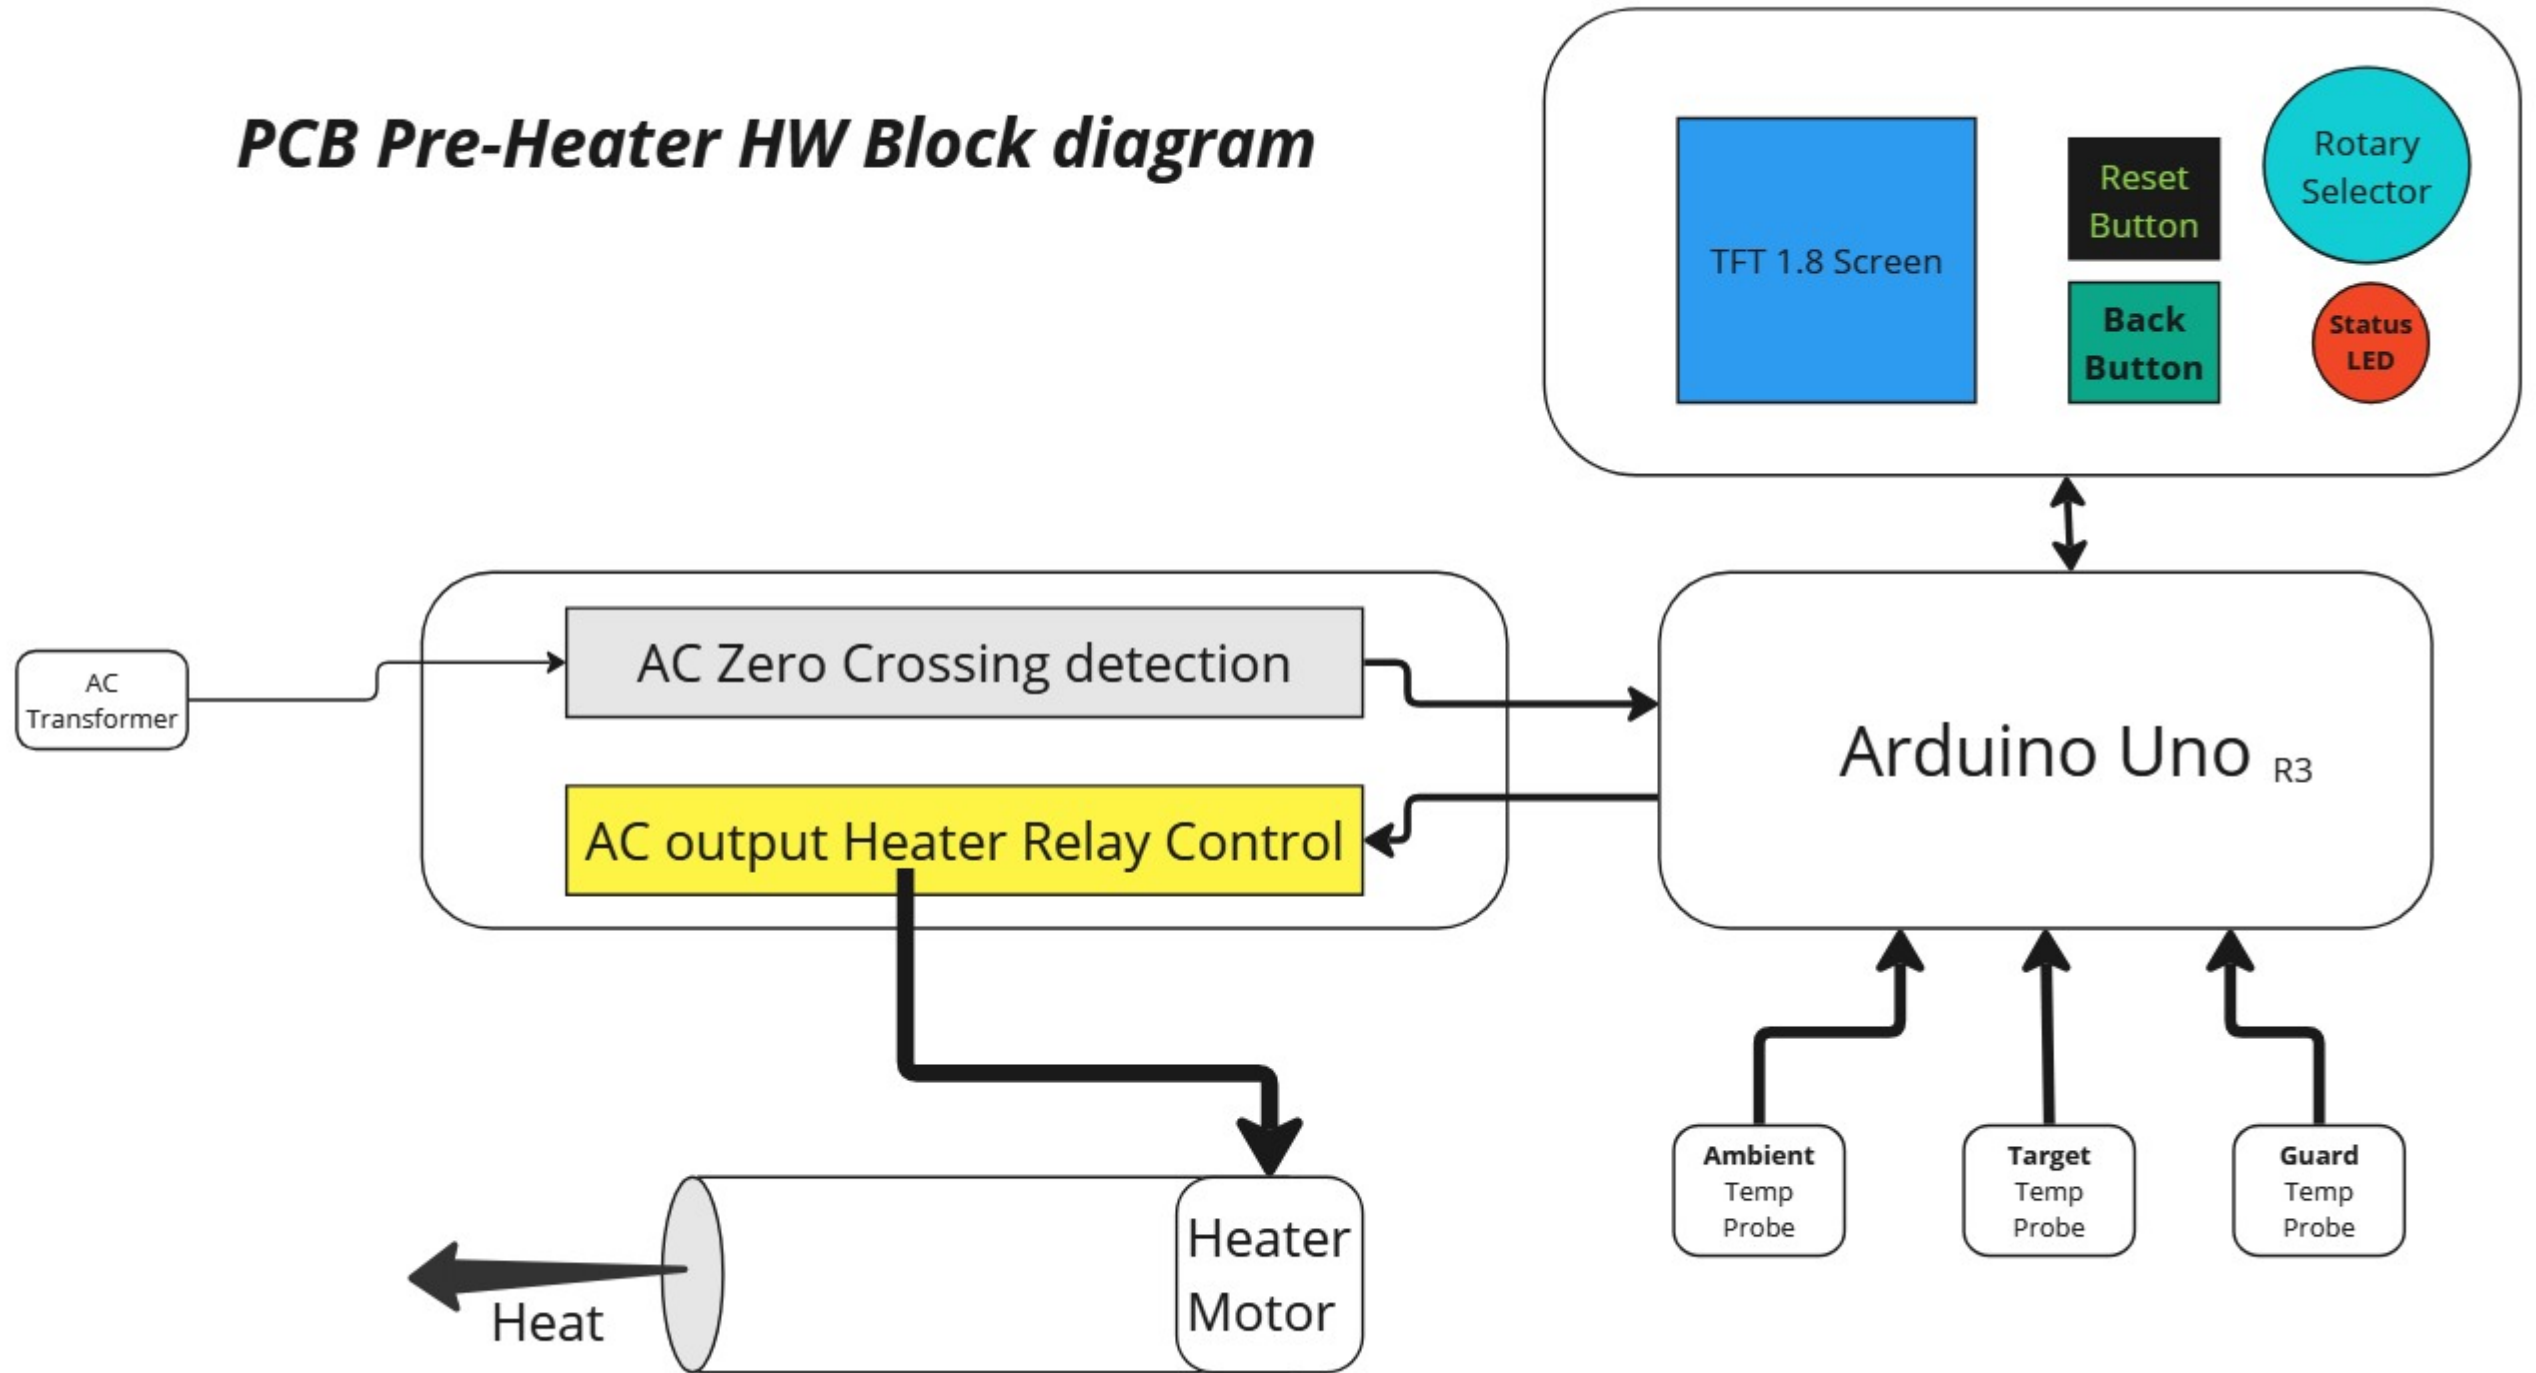 PCB Pre-Heater HW Block diagram
TFT 1.8 Screen
Reset
Button
Rotary
Selector
Back
Button
Status
LED
AC
Transformer
AC Zero Crossing detection
AC output Heater Relay Control
Arduino Uno R3
Heater
Motor
Heat
Ambient
Temp
Probe
Target
Temp
Probe
Guard
Temp
Probe